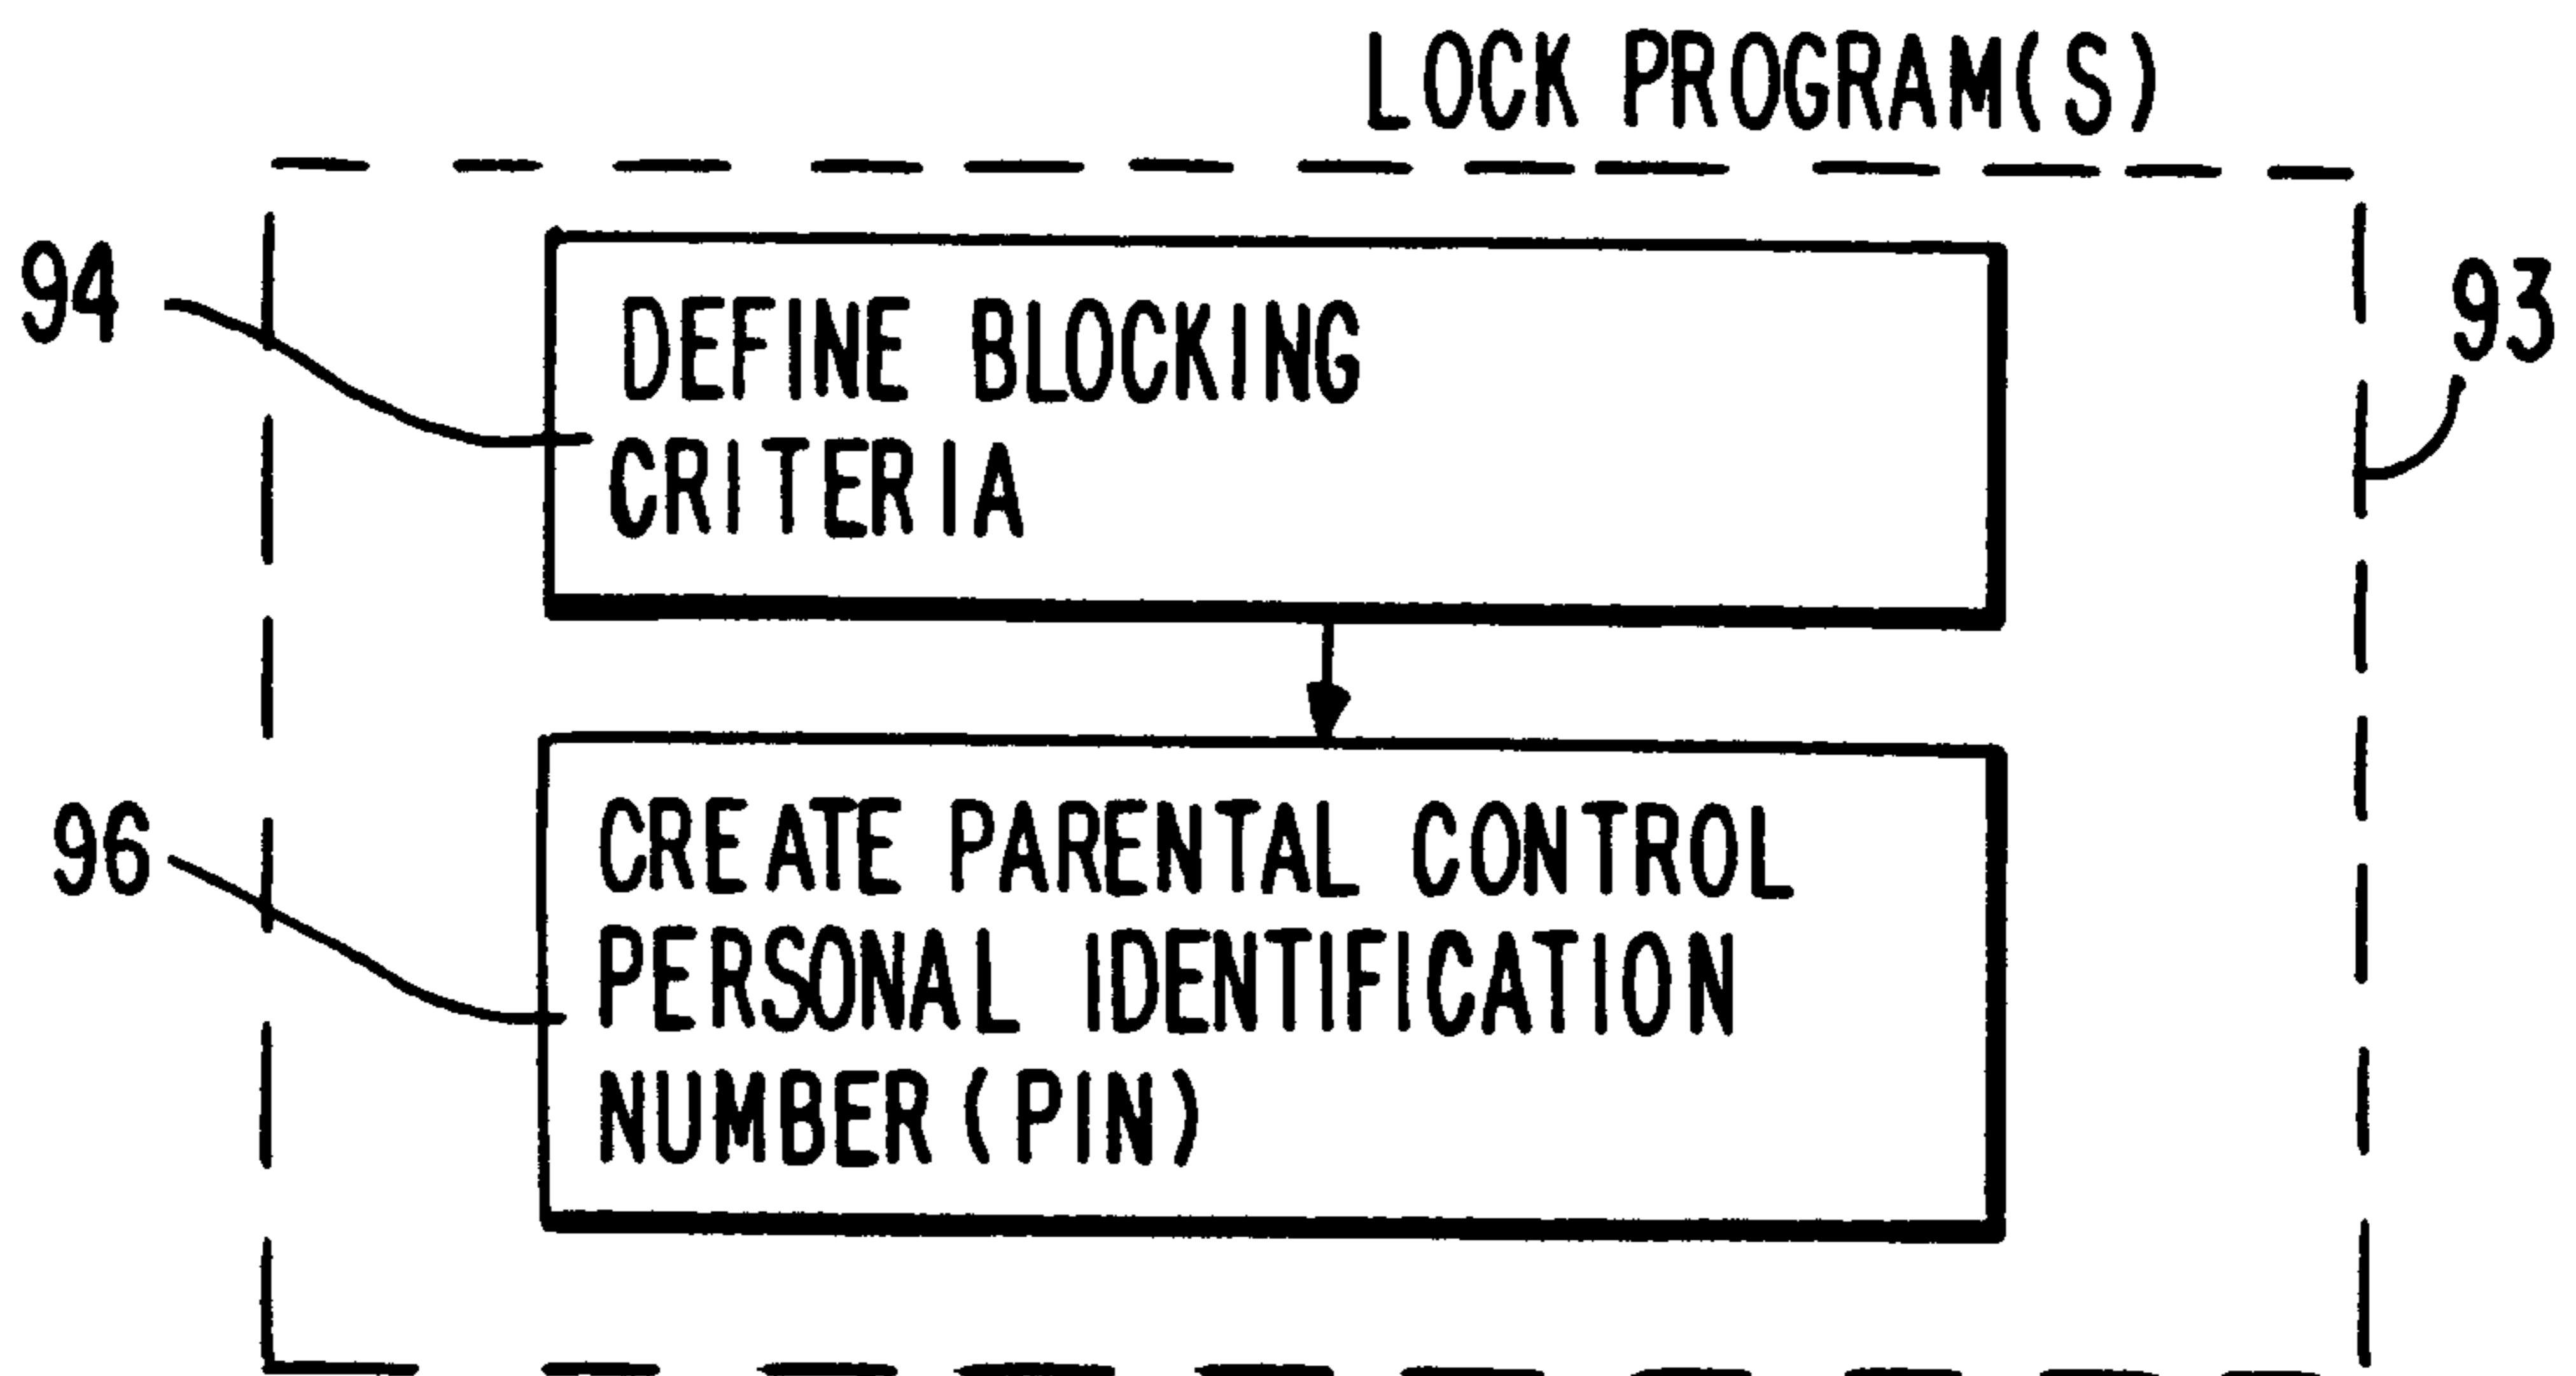 LOCK PROGRAM(S)
94
93
DEFINE BLOCKING
CRITERIA
96
CREATE PARENTAL CONTROL
PERSONAL IDENTIFICATION
NUMBER (PIN)